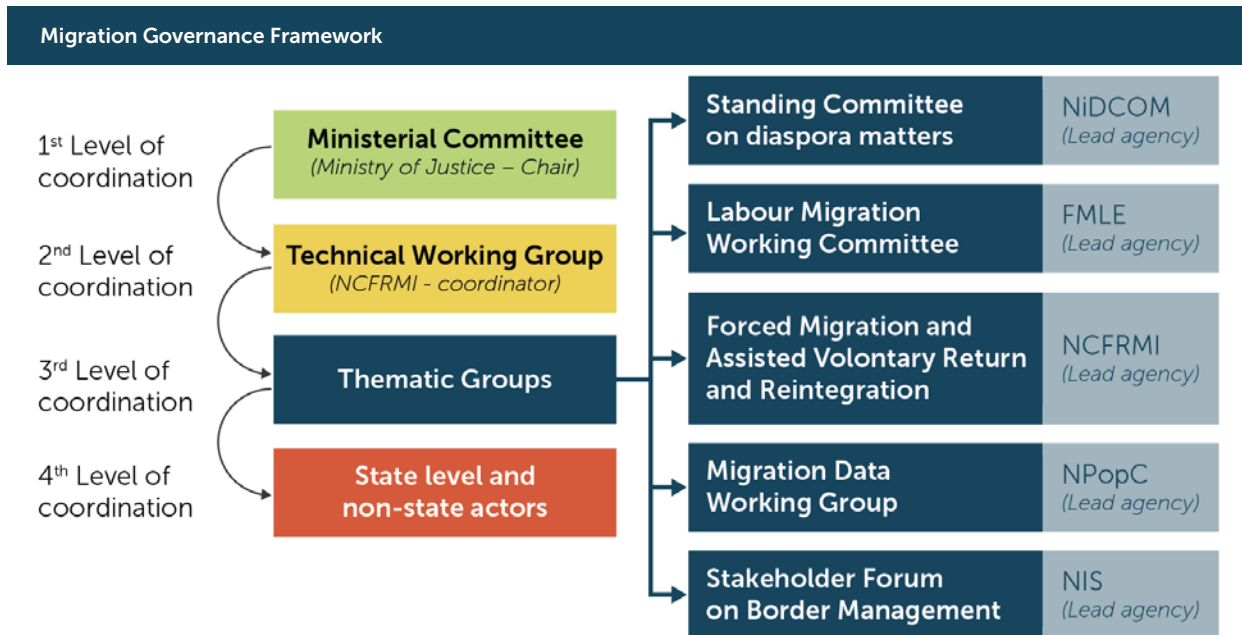 Migration Governance Framework
1st Level of
coordination
Ministerial Committee
(Ministry of Justice – Chair)
2nd Level of
coordination
Technical Working Group
(NCFRMI - coordinator)
3rd Level of
coordination
Thematic Groups
4th Level of
coordination
State level and
non-state actors
Standing Committee
on diaspora matters
NiDCOM
(Lead agency)
Labour Migration
Working Committee
FMLE
(Lead agency)
Forced Migration and
Assisted Volontary Return
and Reintegration
NCFRMI
(Lead agency)
Migration Data
Working Group
NPopC
(Lead agency)
Stakeholder Forum
on Border Management
NIS
(Lead agency)